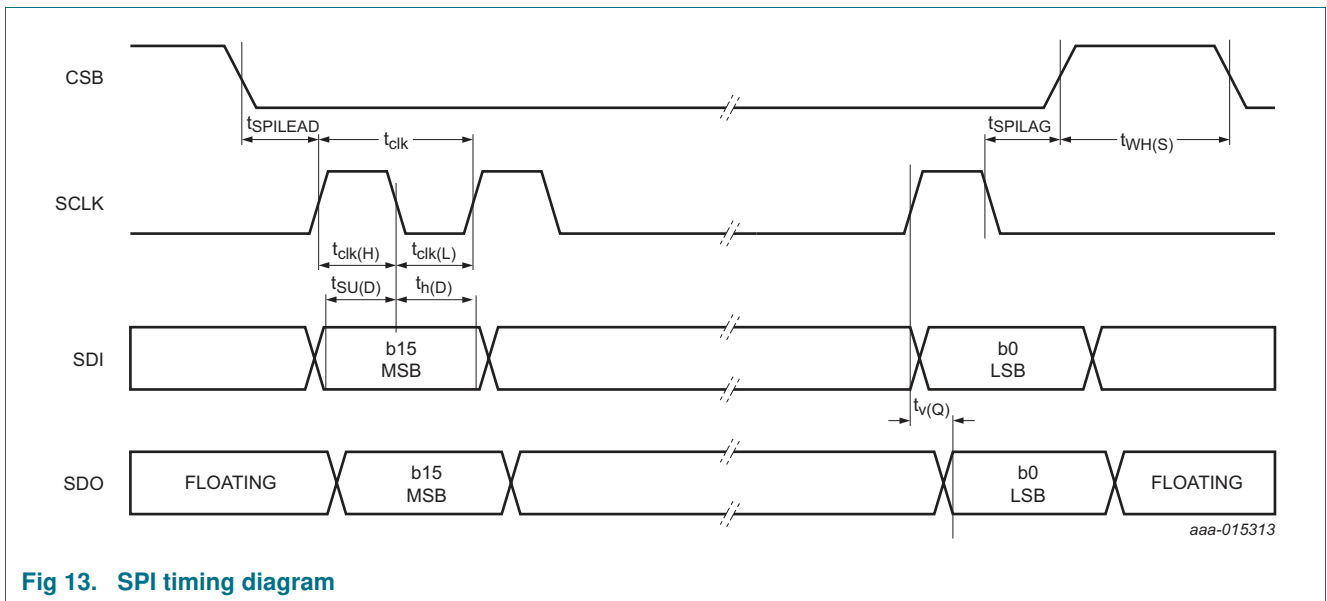 CSB
tSPILEAD
tclk
tSPILAG
tWH(S)
SCLK
tclk(H)
tclk(L)
tSU(D)
th(D)
SDI
b15
MSB
b0
LSB
tv(Q)
SDO
FLOATING
b15
MSB
b0
LSB
FLOATING
aaa-015313
Fig 13. SPI timing diagram